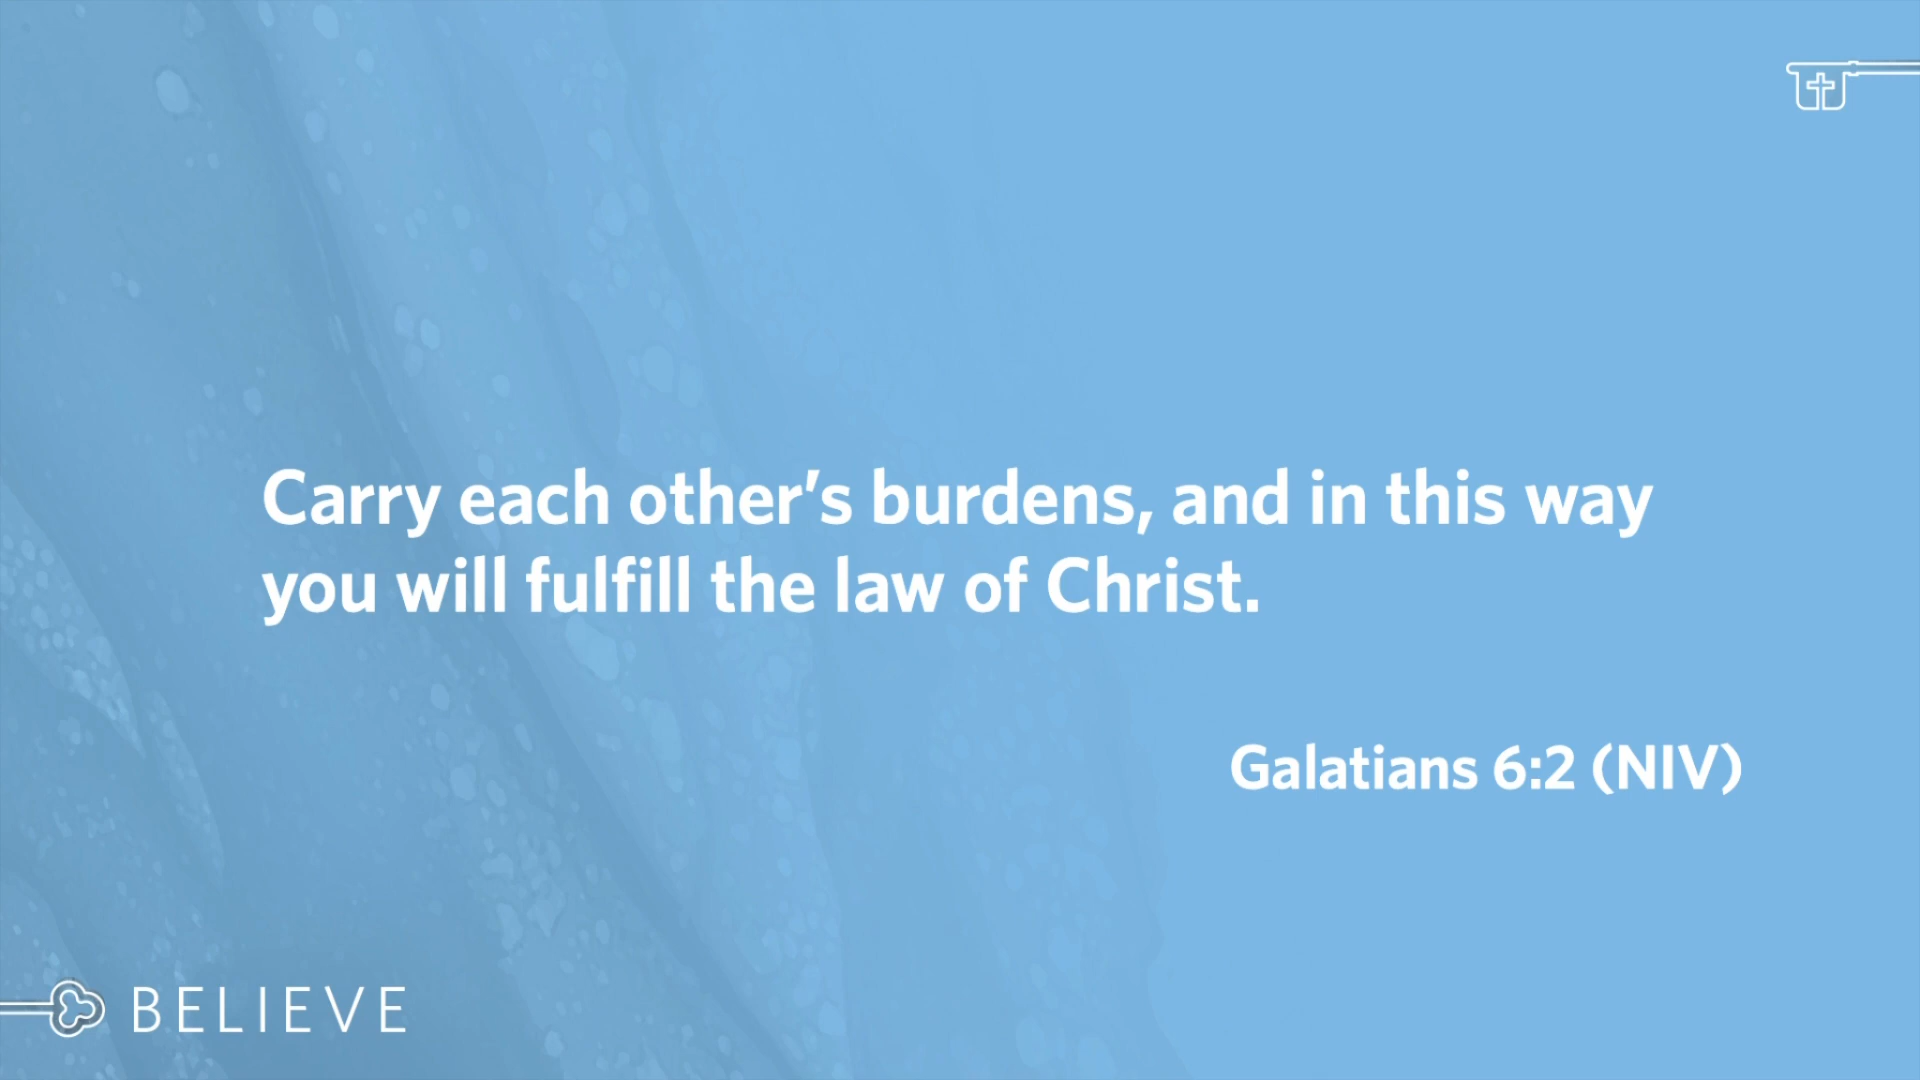 Carry each other’s burdens, and in this way
you will fulfill the law of Christ.
Galatians 6:2 (NIV)
BELIEVE